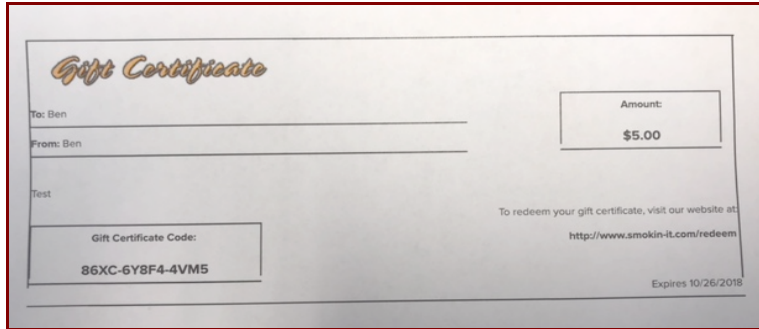 Gift Certificate
To: Ben
From: Ben
Amount:
$5.00
Test
Gift Certificate Code:
86XC-6Y8F4-4VM5
To redeem your gift certificate, visit our website at:
http://www.smokin-it.com/redeem
Expires 10/26/2018